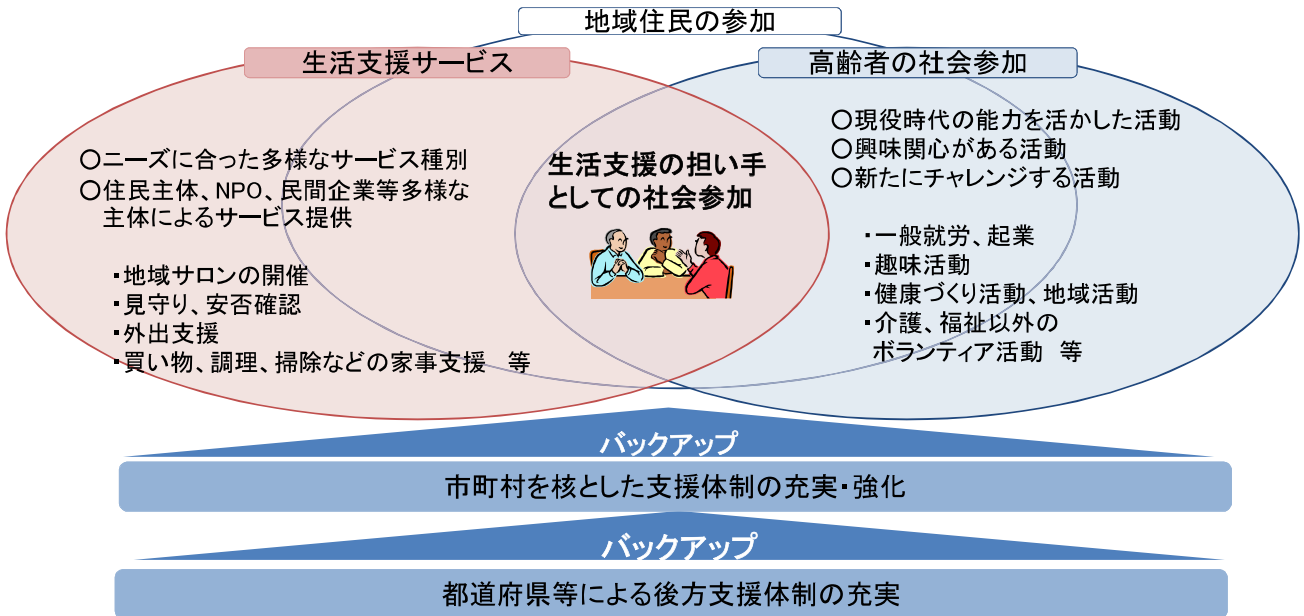 地域住民の参加
生活支援サービス
○ニーズに合った多様なサービス種別
○住民主体、NPO、民間企業等多様な
主体によるサービス提供
・地域サロンの開催
・見守り、安否確認
・外出支援
・買い物、調理、掃除などの家事支援　等
生活支援の担い手
としての社会参加
高齢者の社会参加
○現役時代の能力を活かした活動
○興味関心がある活動
○新たにチャレンジする活動
・一般就労、起業
・趣味活動
・健康づくり活動、地域活動
・介護、福祉以外の
ボランティア活動　等
バックアップ
市町村を核とした支援体制の充実・強化
バックアップ
都道府県等による後方支援体制の充実